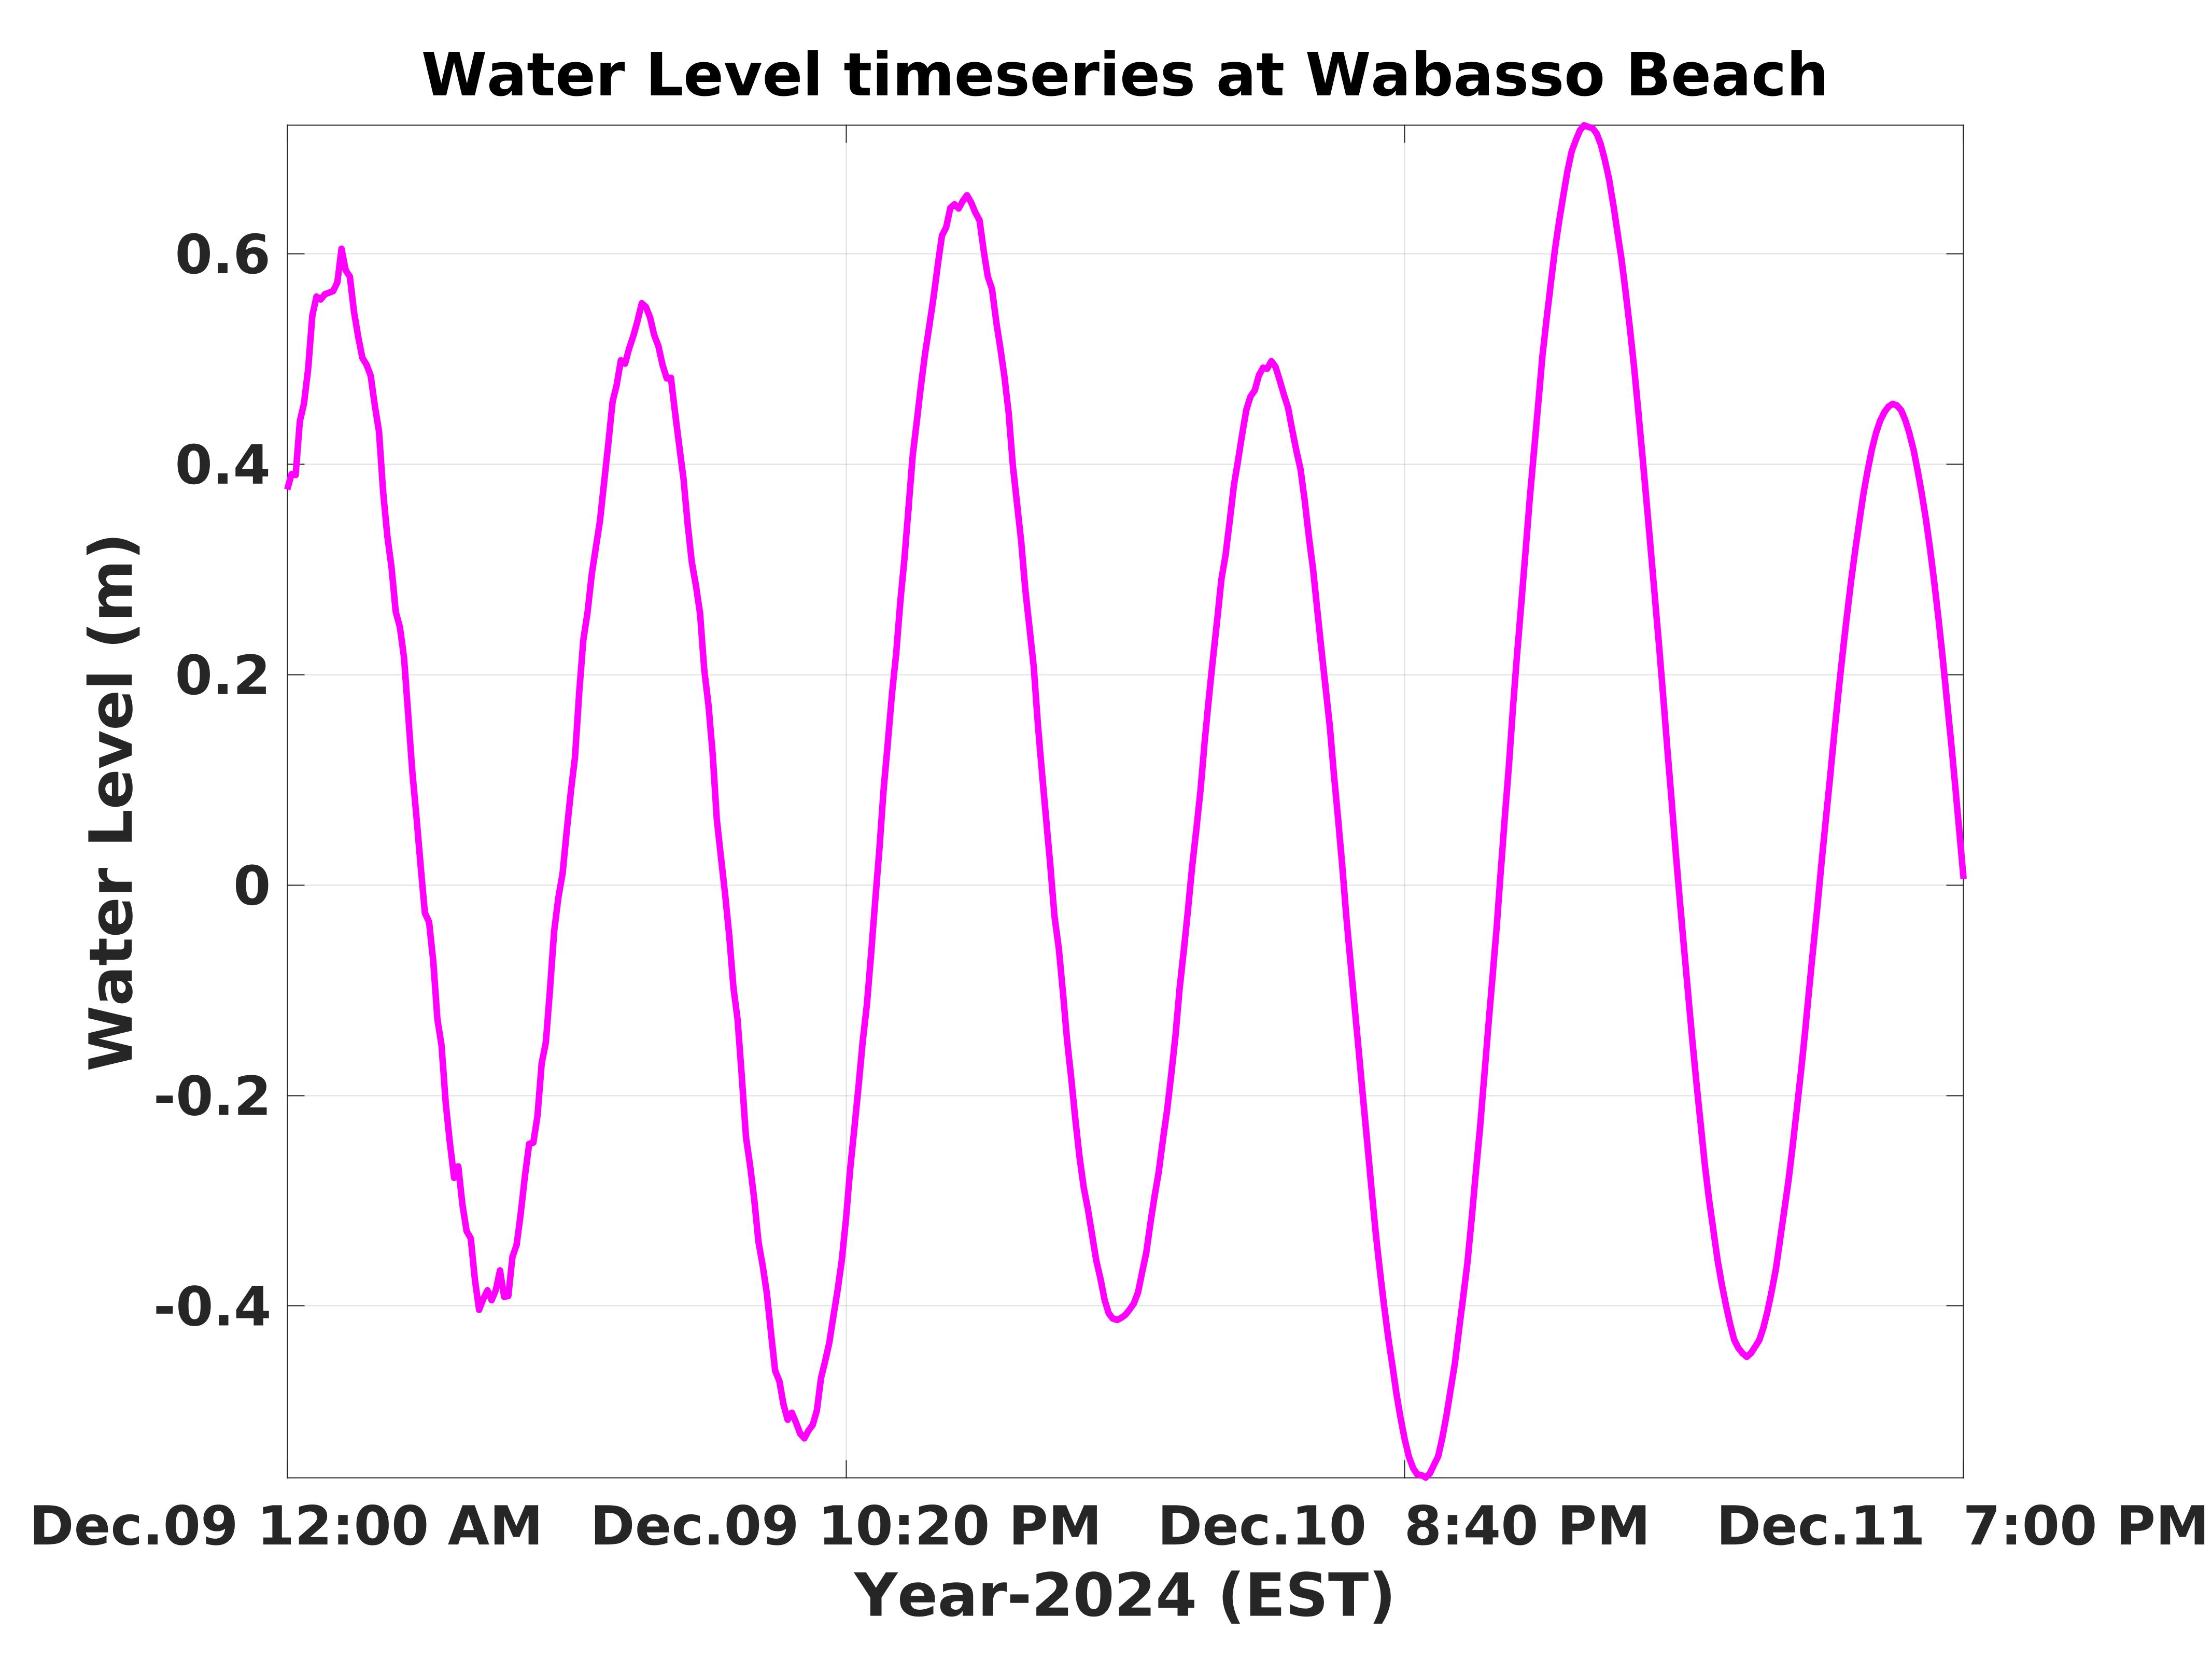 Water Level timeseries at Wabasso Beach
Water Level (m)
0.6
0.4
0.2
0
-0.2
-0.4
Dec.09 12:00 AM Dec.09 10:20 PM Dec.10 8:40 PM Dec.11 7:00 PM
Year-2024 (EST)